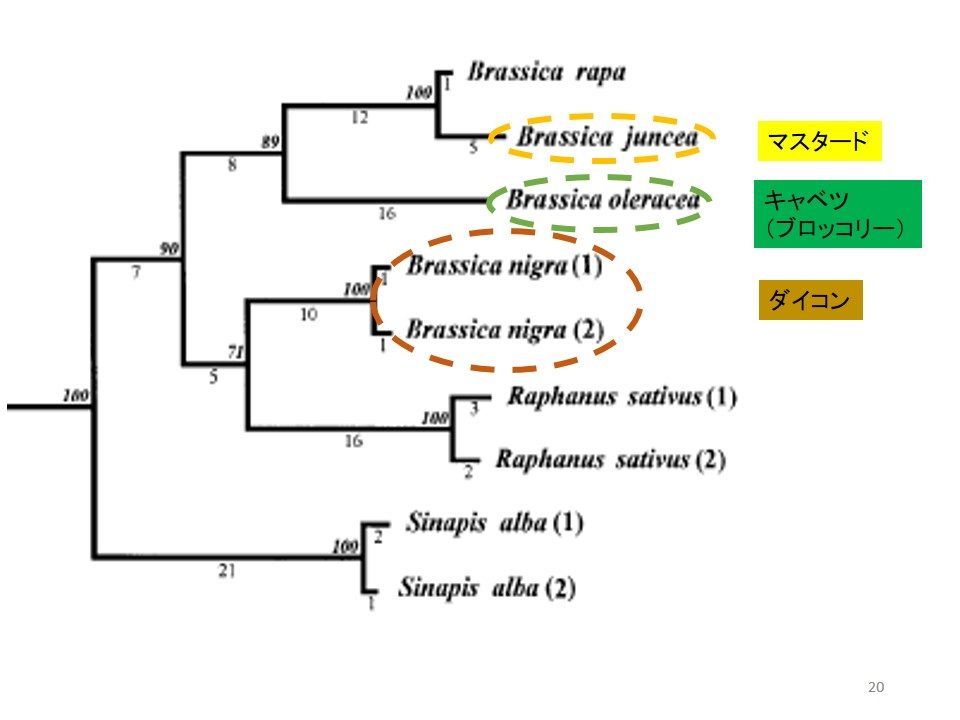 Brassica rapa
100
1
12
Brassica juncea
マスタード
5
89
8
Brassica oleracea
キャベツ
（ブロッコリー）
16
90
7
Brassica nigra (1)
1
100
10
ダイコン
Brassica nigra (2)
1
71
5
Raphanus sativus (1)
3
100
16
Raphanus sativus (2)
2
100
Sinapis alba (1)
2
100
21
Sinapis alba (2)
1
20